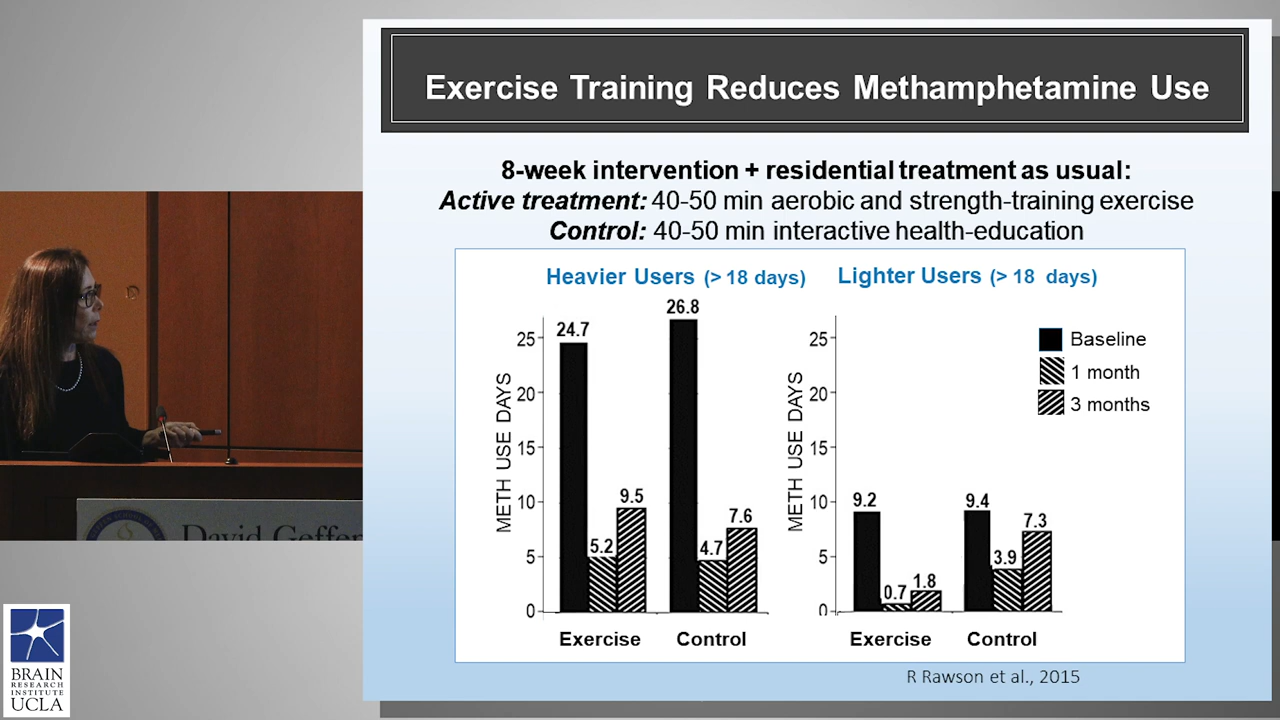 Exercise Training Reduces Methamphetamine Use
8-week intervention + residential treatment as usual:
Active treatment: 40-50 min aerobic and strength-training exercise
Control: 40-50 min interactive health-education
Heavier Users (> 18 days)
Lighter Users (> 18 days)
METH USE DAYS
25
20
15
10
5
0
24.7
5.2
9.5
26.8
4.7
7.6
Exercise
Control
METH USE DAYS
25
20
15
10
5
0
9.2
0.7
1.8
9.4
3.9
7.3
Exercise
Control
Baseline
1 month
3 months
R Rawson et al., 2015
David Geffen
BRAIN
RESEARCH
INSTITUTE
UCLA